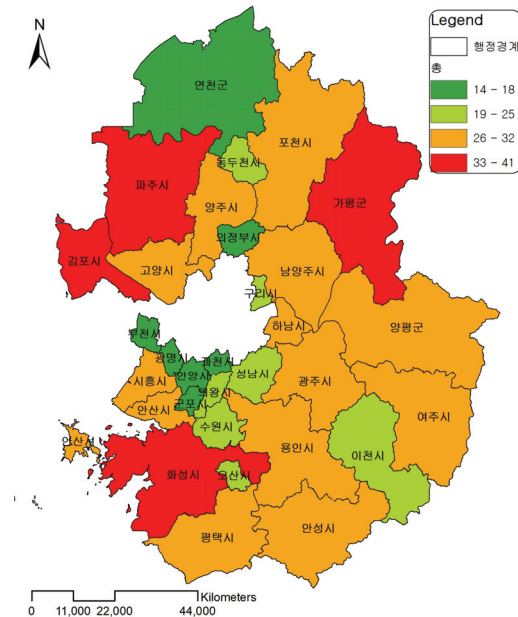 N
Legend
행정경계
총
14 - 18
19 - 25
26 - 32
33 - 41
연천군
포천시
동두천시
파주시
가평군
양주시
의정부시
김포시
고양시
남양주시
구리시
양평군
하남시
부천시
광명시
과천시
안양시
성남시
시흥시
광주시
의왕시
군포시
여주시
안산시
수원시
안산시
용인시
이천시
화성시
오산시
평택시
안성시
Kilometers
0 11,000 22,000 44,000